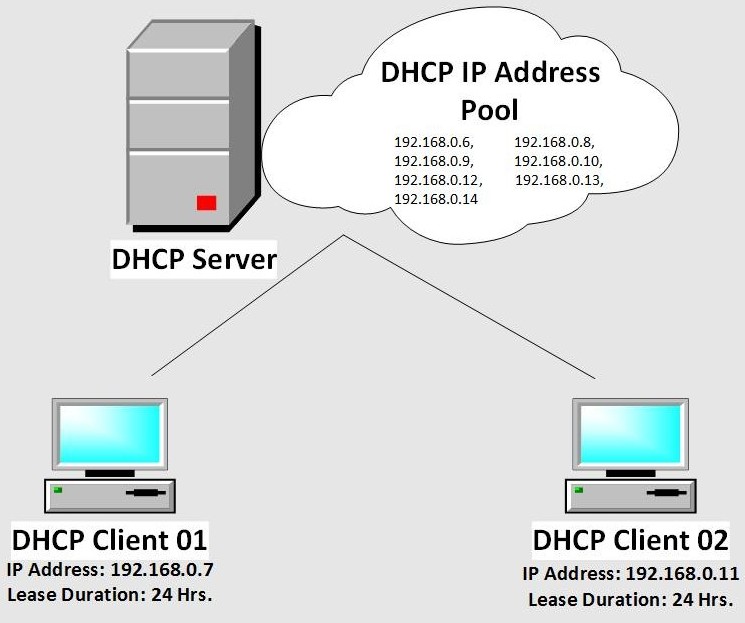 DHCP IP Address
Pool
192.168.0.6, 192.168.0.8,
192.168.0.9, 192.168.0.10,
192.168.0.12, 192.168.0.13,
192.168.0.14
DHCP Server
DHCP Client 01
IP Address: 192.168.0.7
Lease Duration: 24 Hrs.
DHCP Client 02
IP Address: 192.168.0.11
Lease Duration: 24 Hrs.